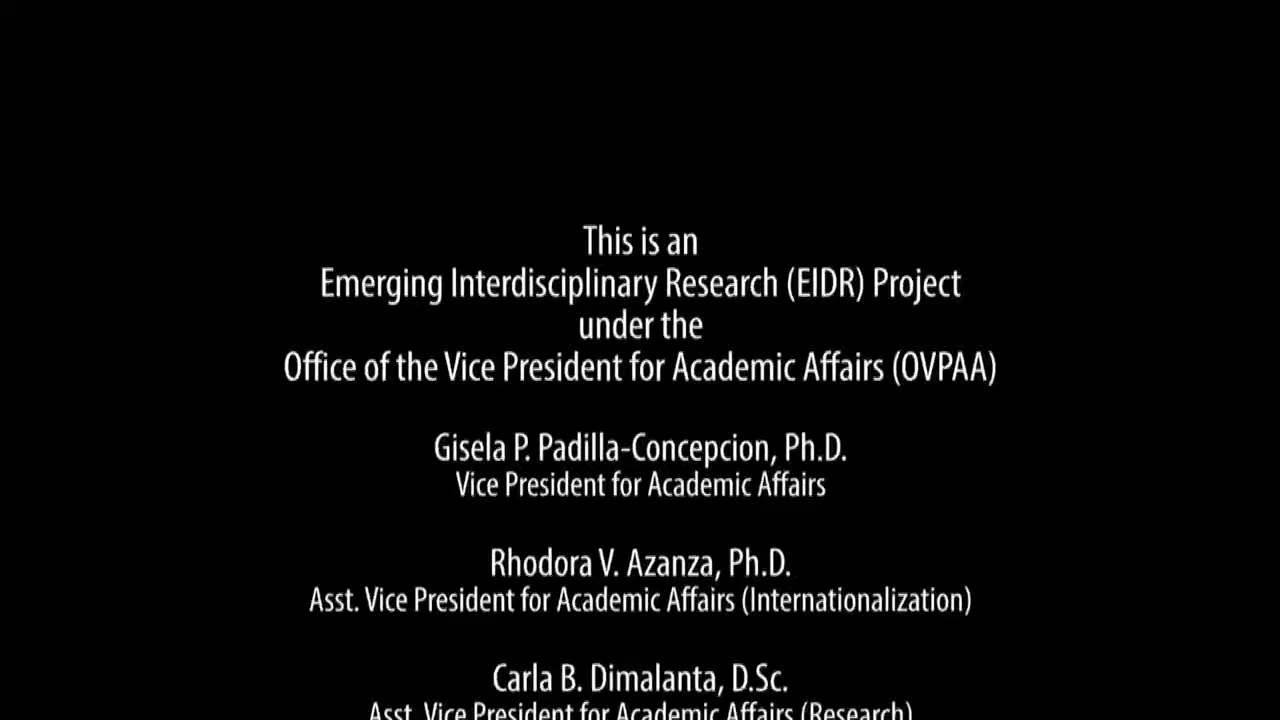 This is an
Emerging Interdisciplinary Research (EIDR) Project
under the
Office of the Vice President for Academic Affairs (OVPAA)
Gisela P. Padilla-Concepcion, Ph.D.
Vice President for Academic Affairs
Rhodora V. Azanza, Ph.D.
Asst. Vice President for Academic Affairs (Internationalization)
Carla B. Dimalanta, D.Sc.
Asst. Vice President for Academic Affairs (Research)